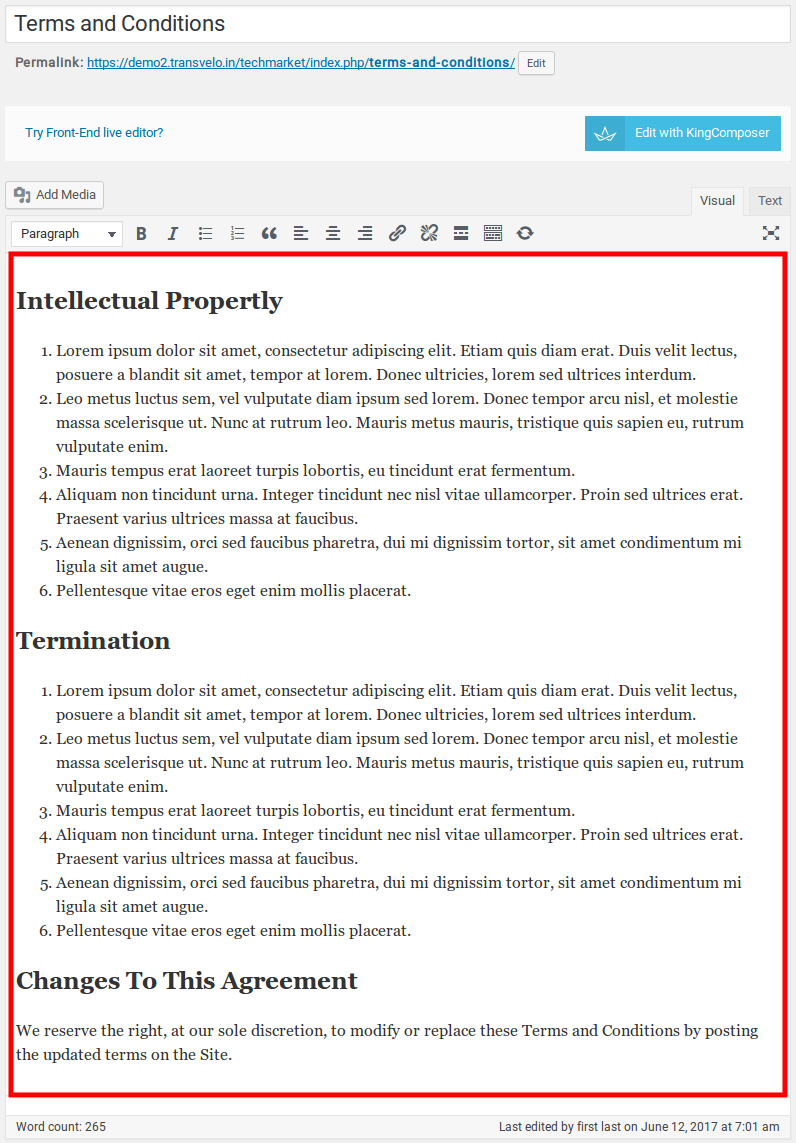 Terms and Conditions
Permalink: https://demo2.transvelo.in/techmarket/index.php/terms-and-conditions/ Edit
Try Front-End live editor? Edit with KingComposer
Add Media Visual Text
Paragraph
Intellectual Propertly
1. Lorem ipsum dolor sit amet, consectetur adipiscing elit. Etiam quis diam erat. Duis velit lectus,
posuere a blandit sit amet, tempor at lorem. Donec ultricies, lorem sed ultrices interdum.
2. Leo metus luctus sem, vel vulputate diam ipsum sed lorem. Donec tempor arcu nisl, et molestie
massa scelerisque ut. Nunc at rutrum leo. Mauris metus mauris, tristique quis sapien eu, rutrum
vulputate enim.
3. Mauris tempus erat laoreet turpis lobortis, eu tincidunt erat fermentum.
4. Aliquam non tincidunt urna. Integer tincidunt nec nisl vitae ullamcorper. Proin sed ultrices erat.
Praesent varius ultrices massa at faucibus.
5. Aenean dignissim, orci sed faucibus pharetra, dui mi dignissim tortor, sit amet condimentum mi
ligula sit amet augue.
6. Pellentesque vitae eros eget enim mollis placerat.
Termination
1. Lorem ipsum dolor sit amet, consectetur adipiscing elit. Etiam quis diam erat. Duis velit lectus,
posuere a blandit sit amet, tempor at lorem. Donec ultricies, lorem sed ultrices interdum.
2. Leo metus luctus sem, vel vulputate diam ipsum sed lorem. Donec tempor arcu nisl, et molestie
massa scelerisque ut. Nunc at rutrum leo. Mauris metus mauris, tristique quis sapien eu, rutrum
vulputate enim.
3. Mauris tempus erat laoreet turpis lobortis, eu tincidunt erat fermentum.
4. Aliquam non tincidunt urna. Integer tincidunt nec nisl vitae ullamcorper. Proin sed ultrices erat.
Praesent varius ultrices massa at faucibus.
5. Aenean dignissim, orci sed faucibus pharetra, dui mi dignissim tortor, sit amet condimentum mi
ligula sit amet augue.
6. Pellentesque vitae eros eget enim mollis placerat.
Changes To This Agreement
We reserve the right, at our sole discretion, to modify or replace these Terms and Conditions by posting
the updated terms on the Site.
Word count: 265 Last edited by first last on June 12, 2017 at 7:01 am